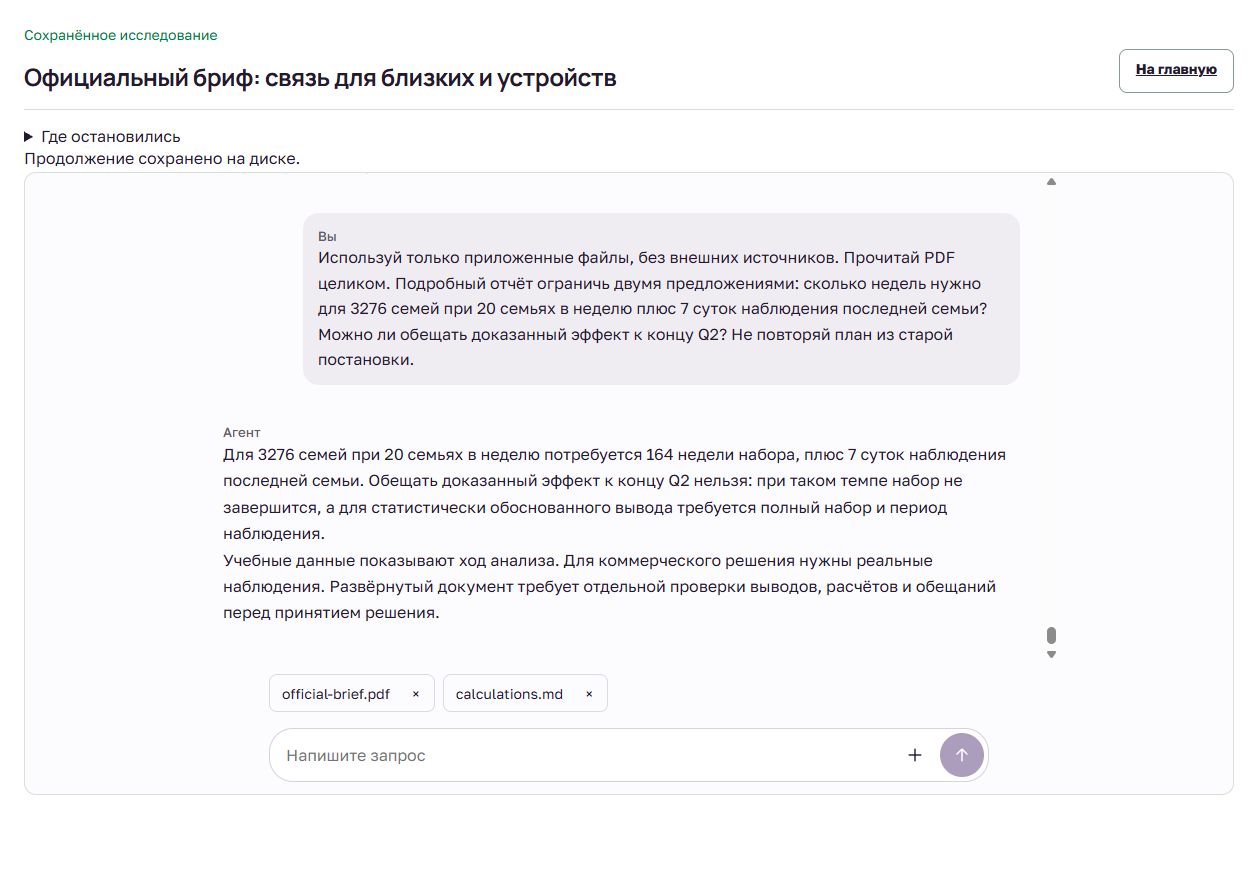 Сохранённое исследование
Официальный бриф: связь для близких и устройств
На главную
▶ Где остановились
Продолжение сохранено на диске.
Вы
Используй только приложенные файлы, без внешних источников. Прочитай PDF
целиком. Подробный отчёт ограничь двумя предложениями: сколько недель нужно
для 3276 семей при 20 семьях в неделю плюс 7 суток наблюдения последней семьи?
Можно ли обещать доказанный эффект к концу Q2? Не повторяй план из старой
постановки.
Агент
Для 3276 семей при 20 семьях в неделю потребуется 164 недели набора, плюс 7 суток наблюдения
последней семьи. Обещать доказанный эффект к концу Q2 нельзя: при таком темпе набор не
завершится, а для статистически обоснованного вывода требуется полный набор и период
наблюдения.
Учебные данные показывают ход анализа. Для коммерческого решения нужны реальные
наблюдения. Развёрнутый документ требует отдельной проверки выводов, расчётов и обещаний
перед принятием решения.
official-brief.pdf ×
calculations.md ×
Напишите запрос